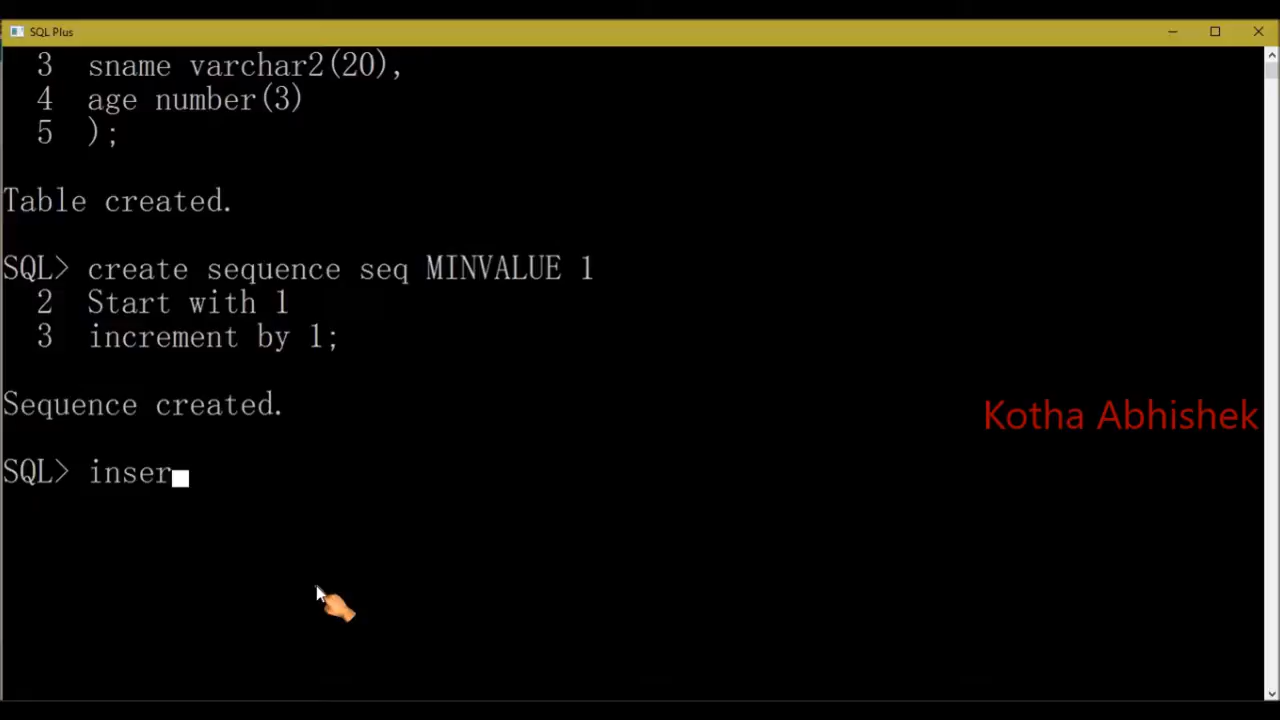 SQL Plus
3 sname varchar2(20),
4 age number(3)
5 );
Table created.
SQL> create sequence seq MINVALUE 1
2 Start with 1
3 increment by 1;
Sequence created.
Kotha Abhishek
SQL> inser